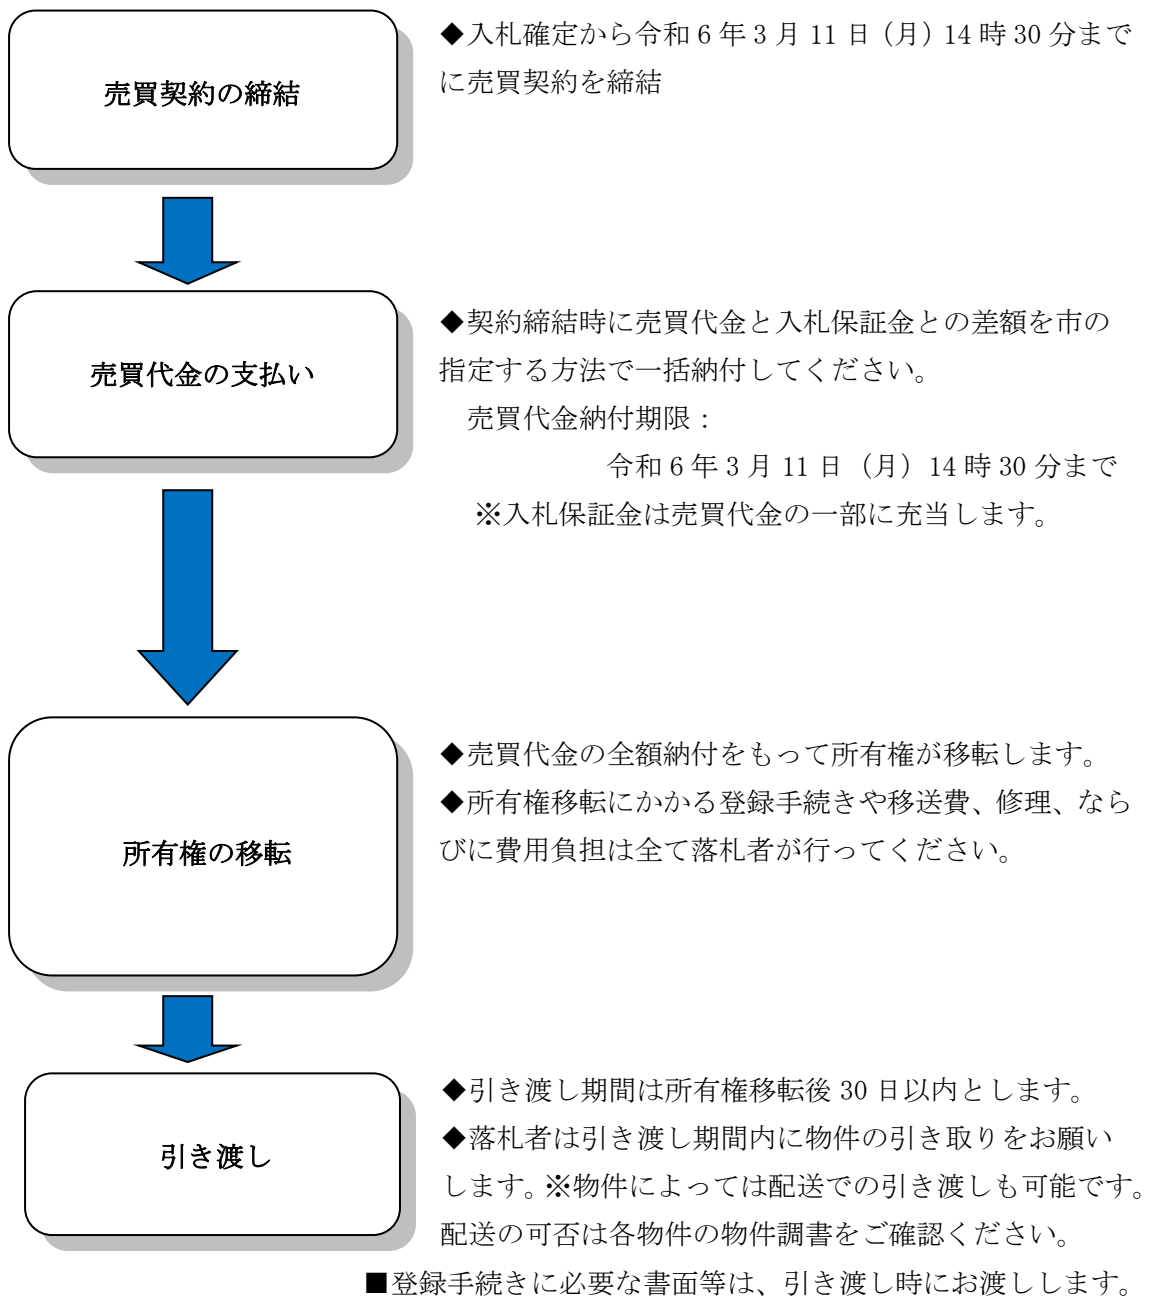 売買契約の締結
◆入札確定から令和6年3月11日（月）14時30分まで
に売買契約を締結
売買代金の支払い
◆契約締結時に売買代金と入札保証金との差額を市の
指定する方法で一括納付してください。
売買代金納付期限：
令和6年3月11日（月）14時30分まで
※入札保証金は売買代金の一部に充当します。
所有権の移転
◆売買代金の全額納付をもって所有権が移転します。
◆所有権移転にかかる登録手続きや移送費、修理、なら
びに費用負担は全て落札者が行ってください。
引き渡し
◆引き渡し期間は所有権移転後30日以内とします。
◆落札者は引き渡し期間内に物件の引き取りをお願い
します。※物件によっては配送での引き渡しも可能です。
配送の可否は各物件の物件調書をご確認ください。
■登録手続きに必要な書面等は、引き渡し時にお渡しします。